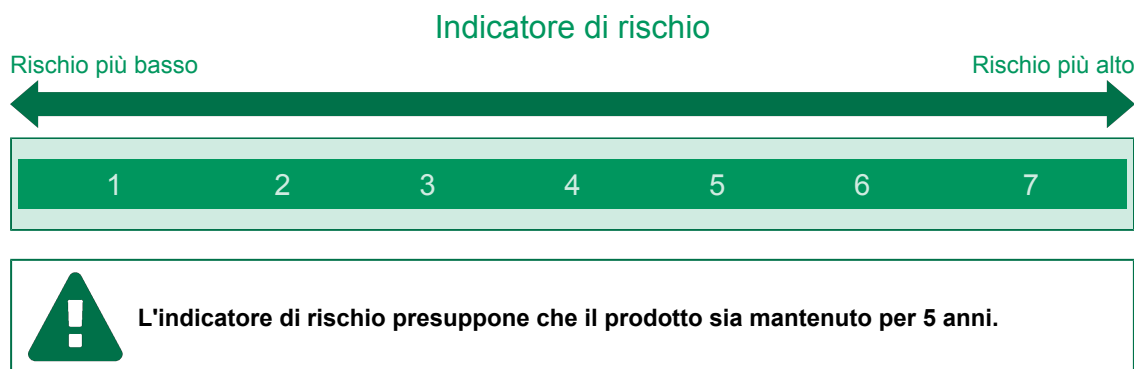 Indicatore di rischio
Rischio più basso Rischio più alto
1 2 3 4 5 6 7
L'indicatore di rischio presuppone che il prodotto sia mantenuto per 5 anni.